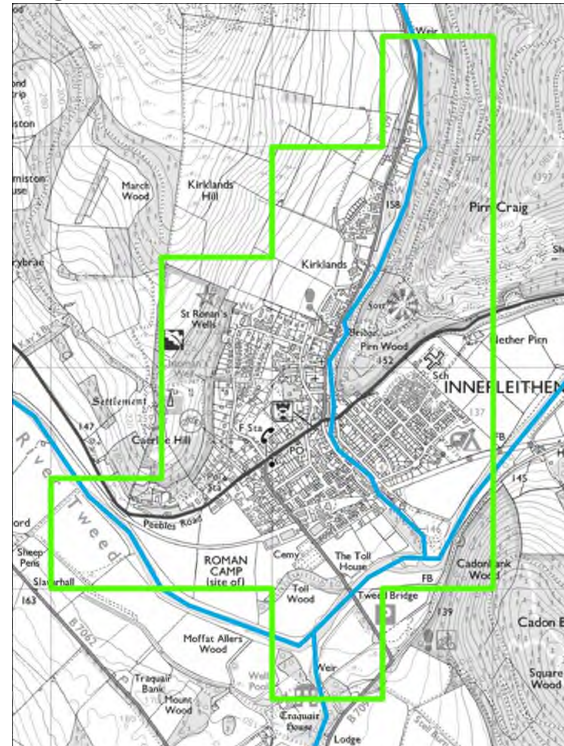 Weir
March
Wood
Kirklands
Hill
158
Pirn Craig
Kirklands
St Ronan's
Wells
Pirn Wood
152
Nether Pirn
Sch
INNERLEITHEN
Settlement
137
147
Caerlee Hill
F Sta
PO
FB
145
River Tweed
Peebles Road
146
Sheep
Pens
ROMAN
CAMP
(site of)
Cemy
The Toll
House
Cadonbank
Wood
163
Toll
Wood
FB
Tweed Bridge
139
B 7062
Moffat Allers
Wood
Weir
Traquair
Bank
Mount
Wood
Well
Pool
Square
Wood
Traquair
House
Lodge